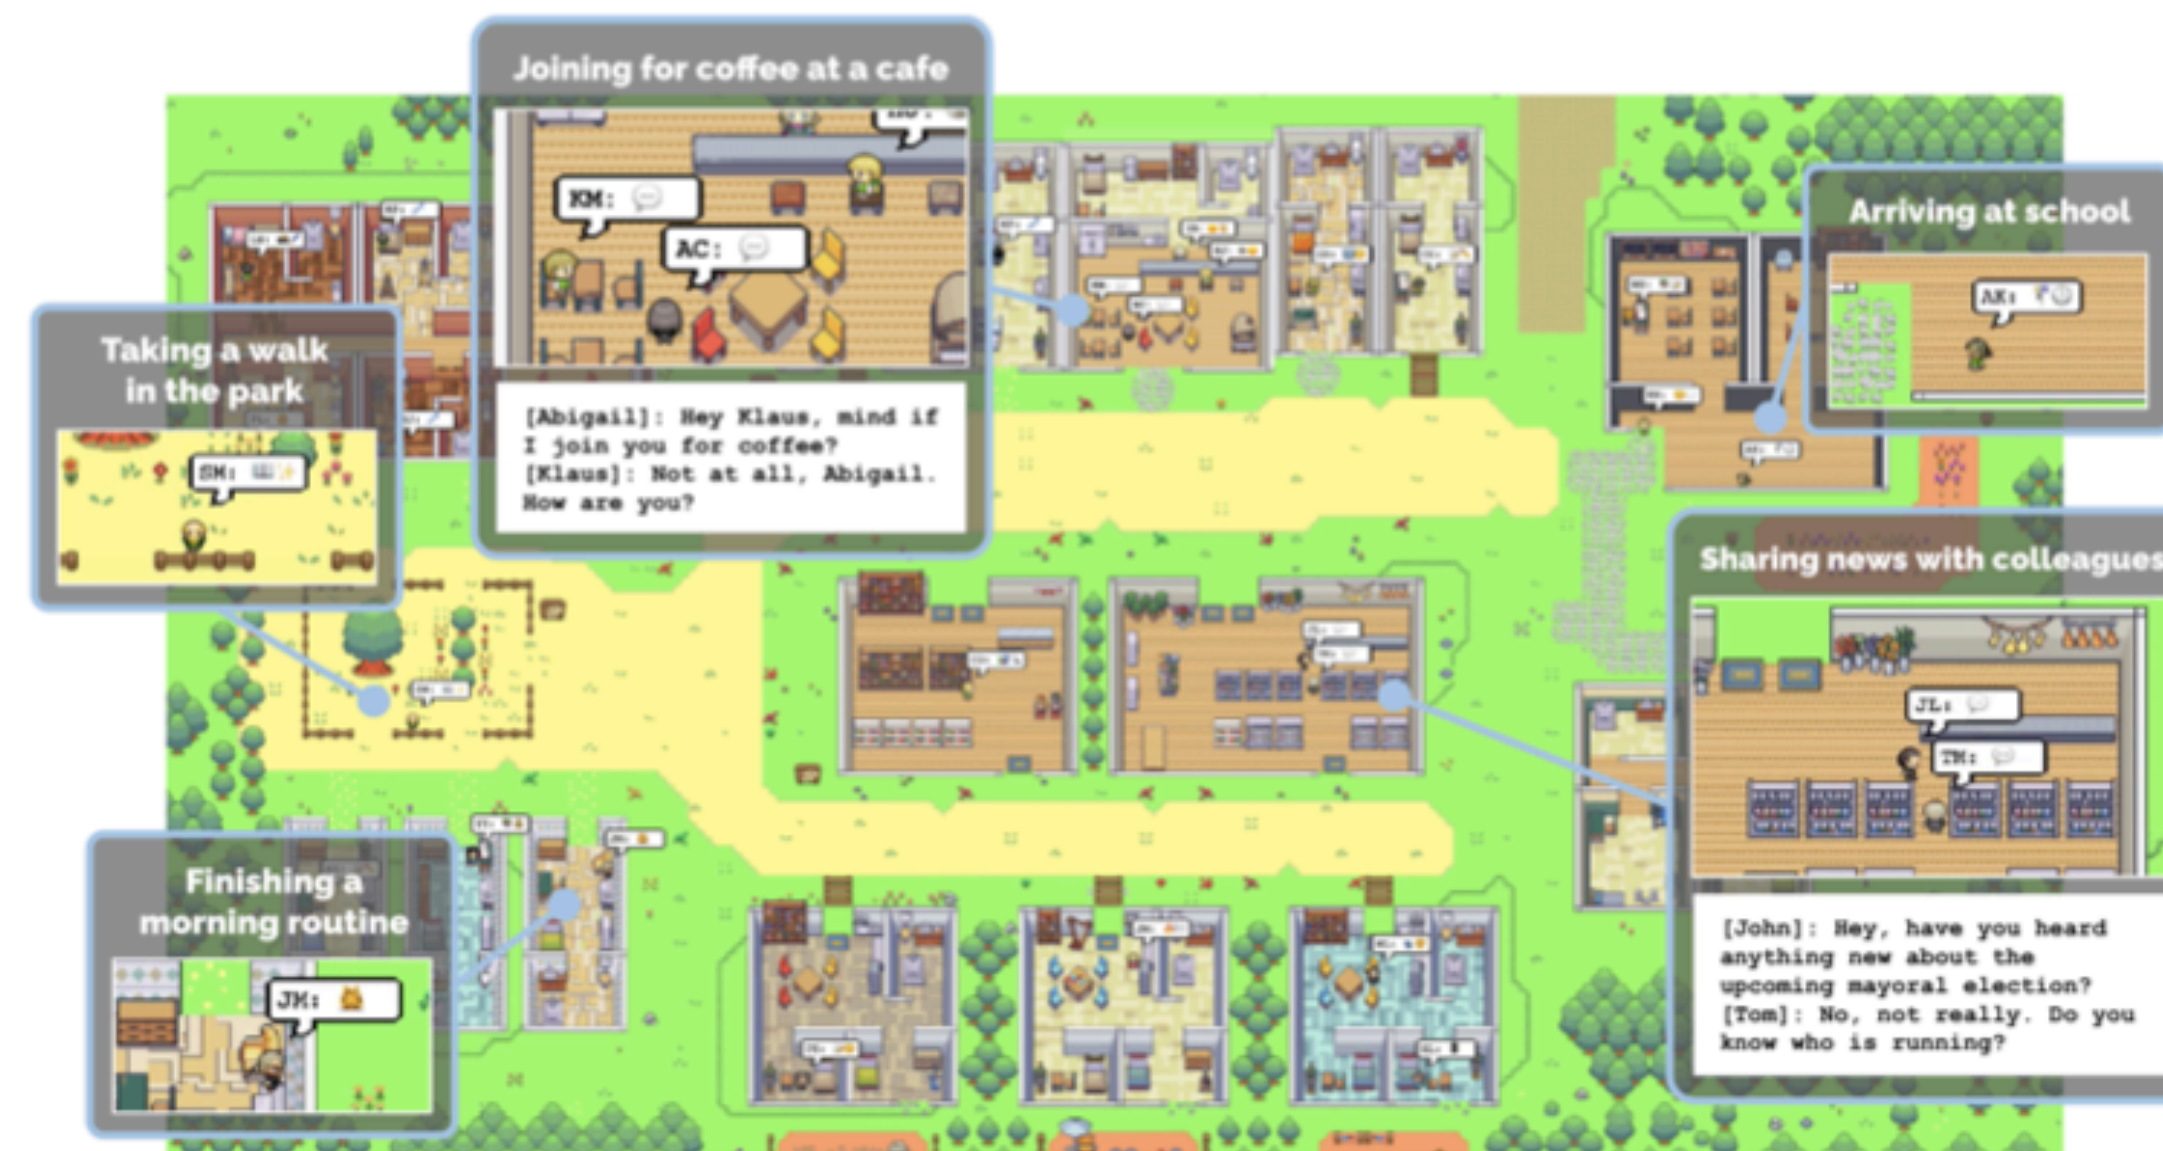 Joining for coffee at a cafe
KM:
AC:
[Abigail]: Hey Klaus, mind if
I join you for coffee?
[Klaus]: Not at all, Abigail.
How are you?
Arriving at school
AK:
Taking a walk
in the park
SM:
Sharing news with colleagues
JL:
TM:
[John]: Hey, have you heard
anything new about the
upcoming mayoral election?
[Tom]: No, not really. Do you
know who is running?
Finishing a
morning routine
JM: